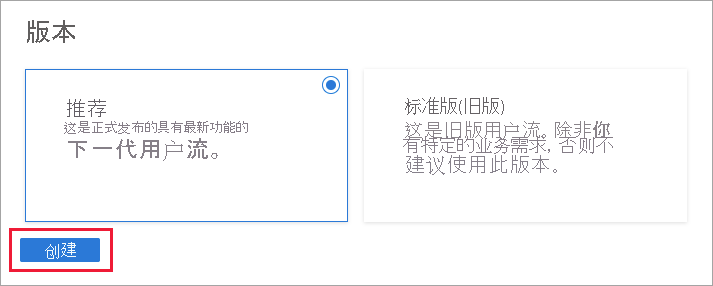 版本
推荐
这是正式发布的具有最新功能的
下一代用户流。
标准版(旧版)
这是旧版用户流。除非你
有特定的业务需求，否则不
建议使用此版本。
创建